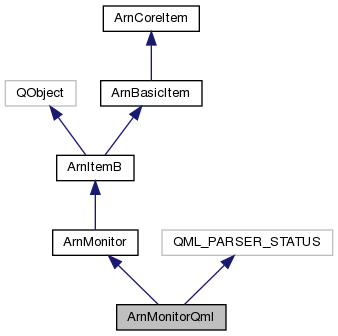 ArnCoreItem
QObject
ArnBasicItem
ArnItemB
ArnMonitor
QML_PARSER_STATUS
ArnMonitorQml